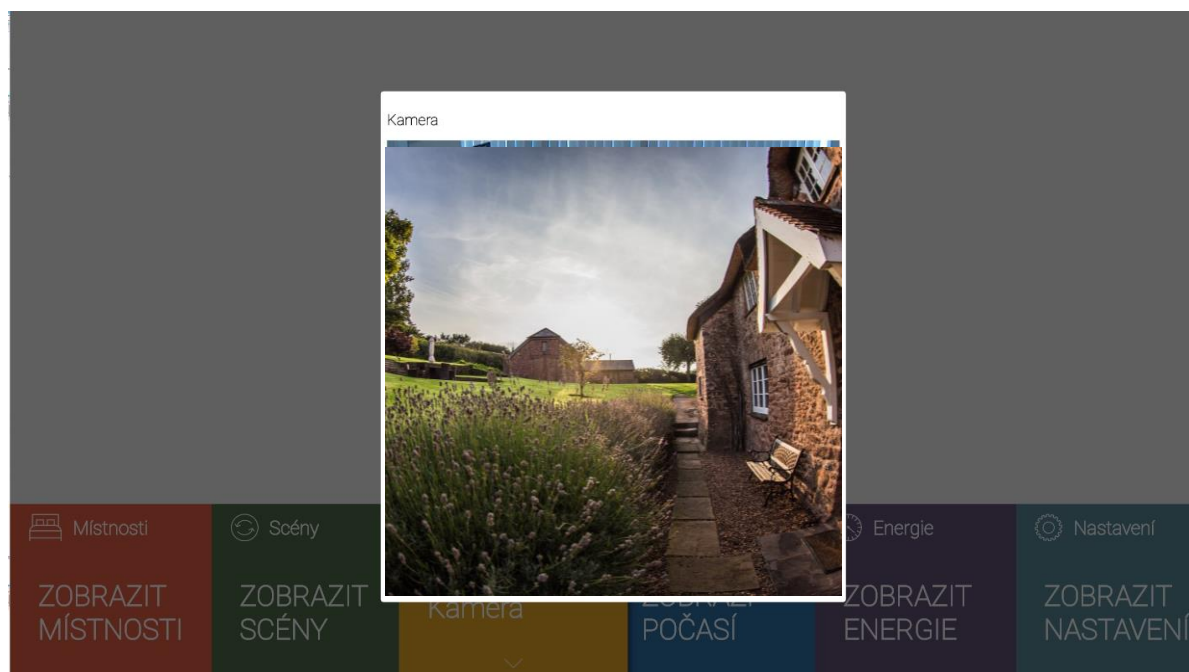 Kamera
Místnosti
Scény
Energie
Nastavení
ZOBRAZIT
MÍSTNOSTI
ZOBRAZIT
SCÉNY
Kamera
POČASÍ
ZOBRAZIT
ENERGIE
ZOBRAZIT
NASTAVENÍ